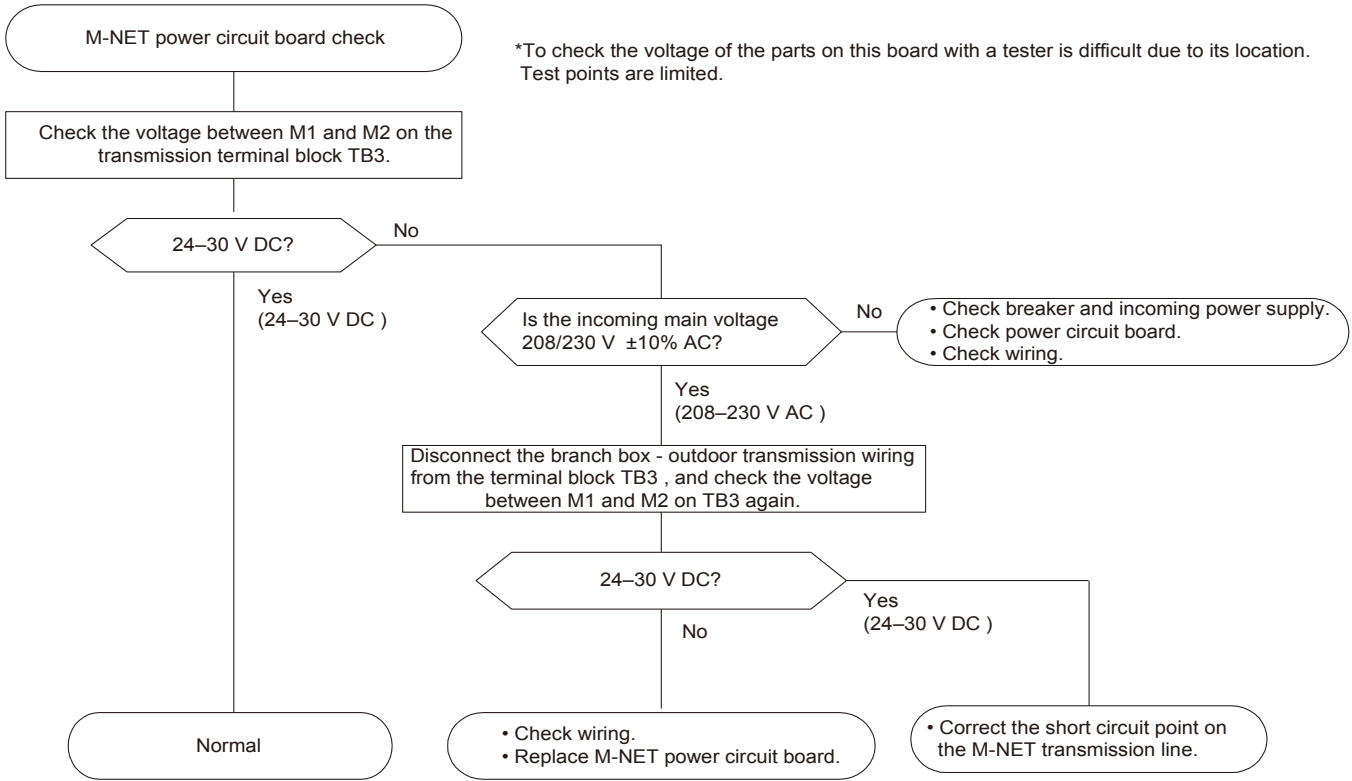 M-NET power circuit board check
*To check the voltage of the parts on this board with a tester is difficult due to its location.
Test points are limited.
Check the voltage between M1 and M2 on the
transmission terminal block TB3.
24–30 V DC?
No
Yes
(24–30 V DC )
Is the incoming main voltage
208/230 V ±10% AC?
No
• Check breaker and incoming power supply.
• Check power circuit board.
• Check wiring.
Yes
(208–230 V AC )
Disconnect the branch box - outdoor transmission wiring
from the terminal block TB3 , and check the voltage
between M1 and M2 on TB3 again.
24–30 V DC?
Yes
(24–30 V DC )
No
Normal
• Check wiring.
• Replace M-NET power circuit board.
• Correct the short circuit point on
the M-NET transmission line.